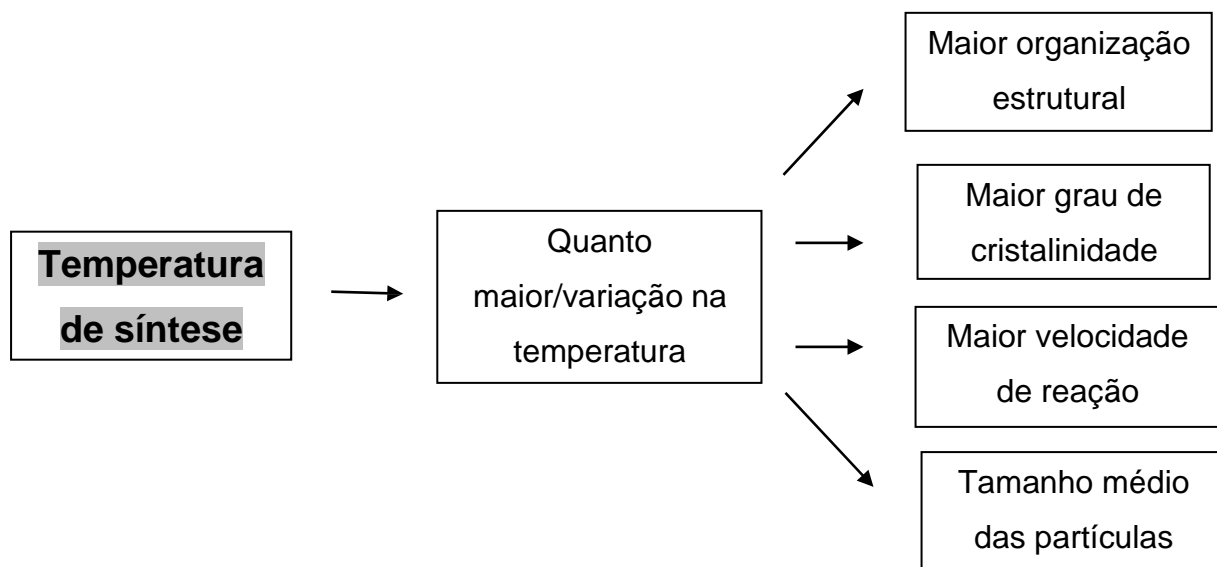 Temperatura
de síntese
Quanto
maior/variação na
temperatura
Maior organização
estrutural
Maior grau de
cristalinidade
Maior velocidade
de reação
Tamanho médio
das partículas